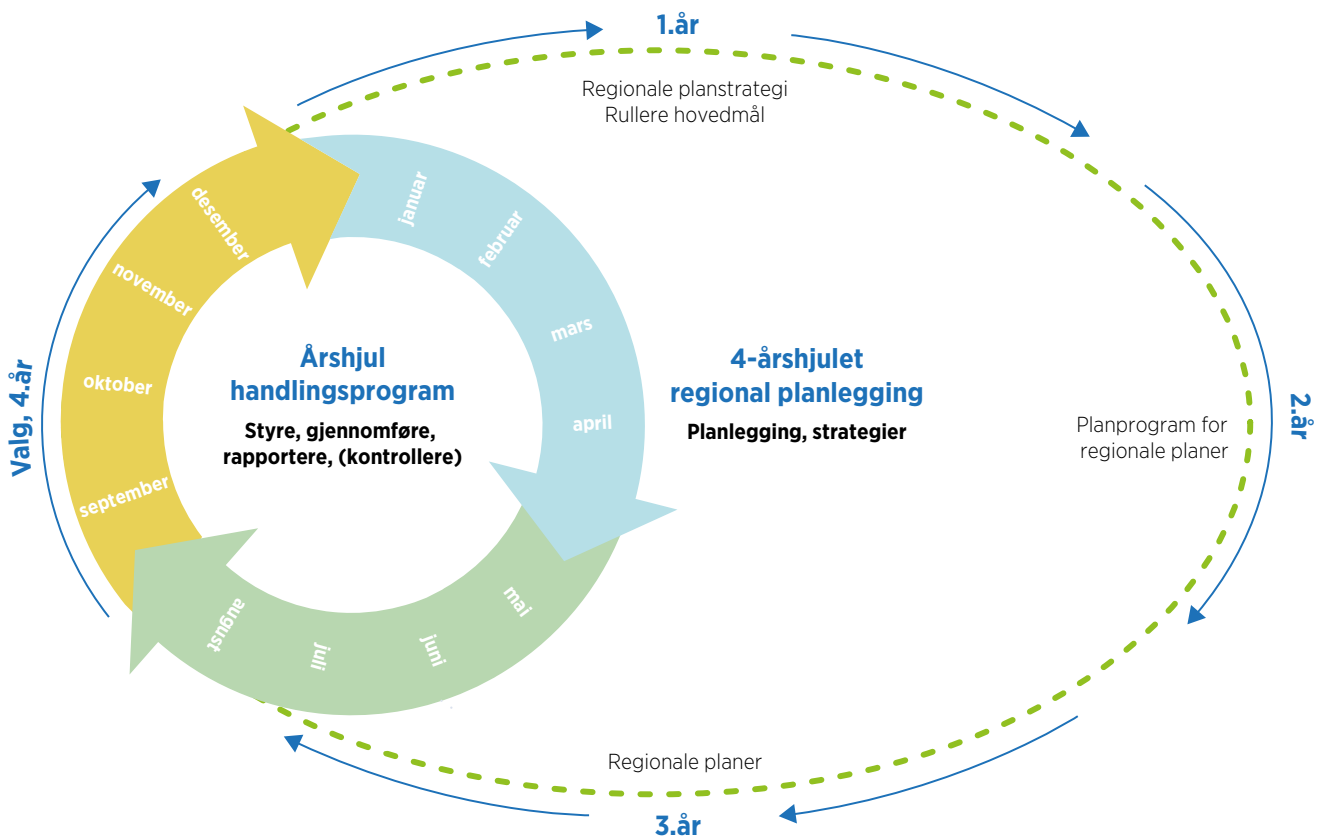 1.år
Regionale planstrategi
Rullere hovedmål
januar
februar
mars
april
mai
juni
juli
august
september
oktober
november
desember
Årshjul
handlingsprogram
Styre, gjennomføre,
rapportere, (kontrollere)
4-årshjulet
regional planlegging
Planlegging, strategier
Planprogram for
regionale planer
2.år
Regionale planer
3.år
Valg, 4.år